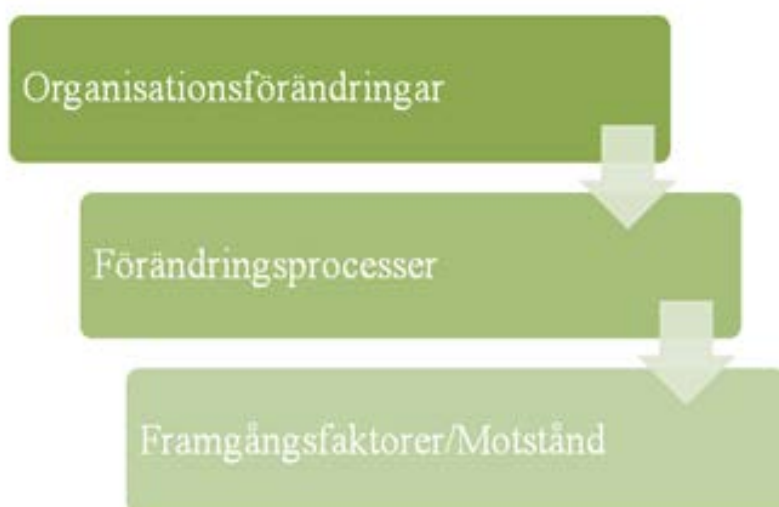 Organisationsförändringar
Förändringsprocesser
Framgångsfaktorer/Motstånd